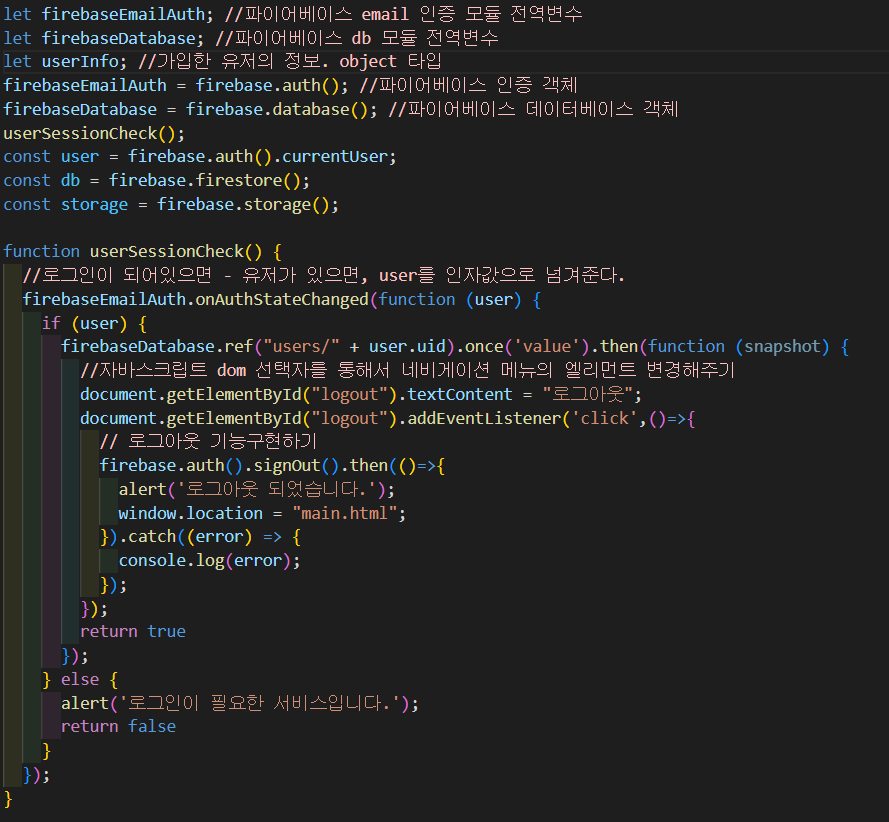 let firebaseEmailAuth; //파이어베이스 email 인증 모듈 전역변수
let firebaseDatabase; //파이어베이스 db 모듈 전역변수
let userInfo; //가입한 유저의 정보. object 타입
firebaseEmailAuth = firebase.auth(); //파이어베이스 인증 객체
firebaseDatabase = firebase.database(); //파이어베이스 데이터베이스 객체
userSessionCheck();
const user = firebase.auth().currentUser;
const db = firebase.firestore();
const storage = firebase.storage();

function userSessionCheck() {
  //로그인이 되어있으면 - 유저가 있으면, user를 인자값으로 넘겨준다.
  firebaseEmailAuth.onAuthStateChanged(function (user) {
    if (user) {
      firebaseDatabase.ref("users/" + user.uid).once('value').then(function (snapshot) {
        //자바스크립트 dom 선택자를 통해서 네비게이션 메뉴의 엘리먼트 변경해주기
        document.getElementById("logout").textContent = "로그아웃";
        document.getElementById("logout").addEventListener('click',()=>{
          // 로그아웃 기능구현하기
          firebase.auth().signOut().then(()=>{
            alert('로그아웃 되었습니다.');
            window.location = "main.html";
          }).catch((error) => {
            console.log(error);
          });
        });
        return true
      });
    } else {
      alert('로그인이 필요한 서비스입니다.');
      return false
    }
  });
}